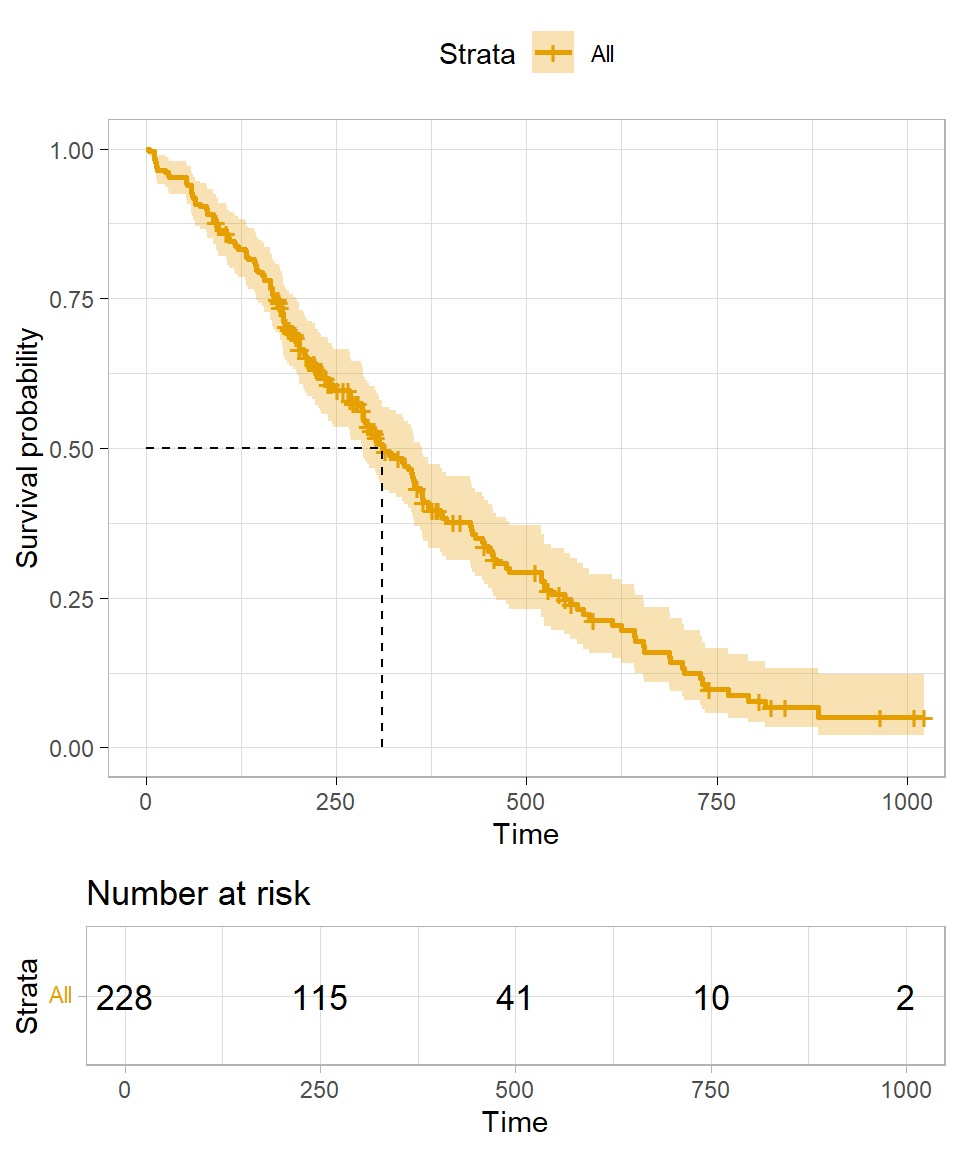 Strata All
1.00
0.75
0.50
0.25
0.00
Survival probability
0 250 500 750 1000
Time
Number at risk
Strata
All 228 115 41 10 2
0 250 500 750 1000
Time